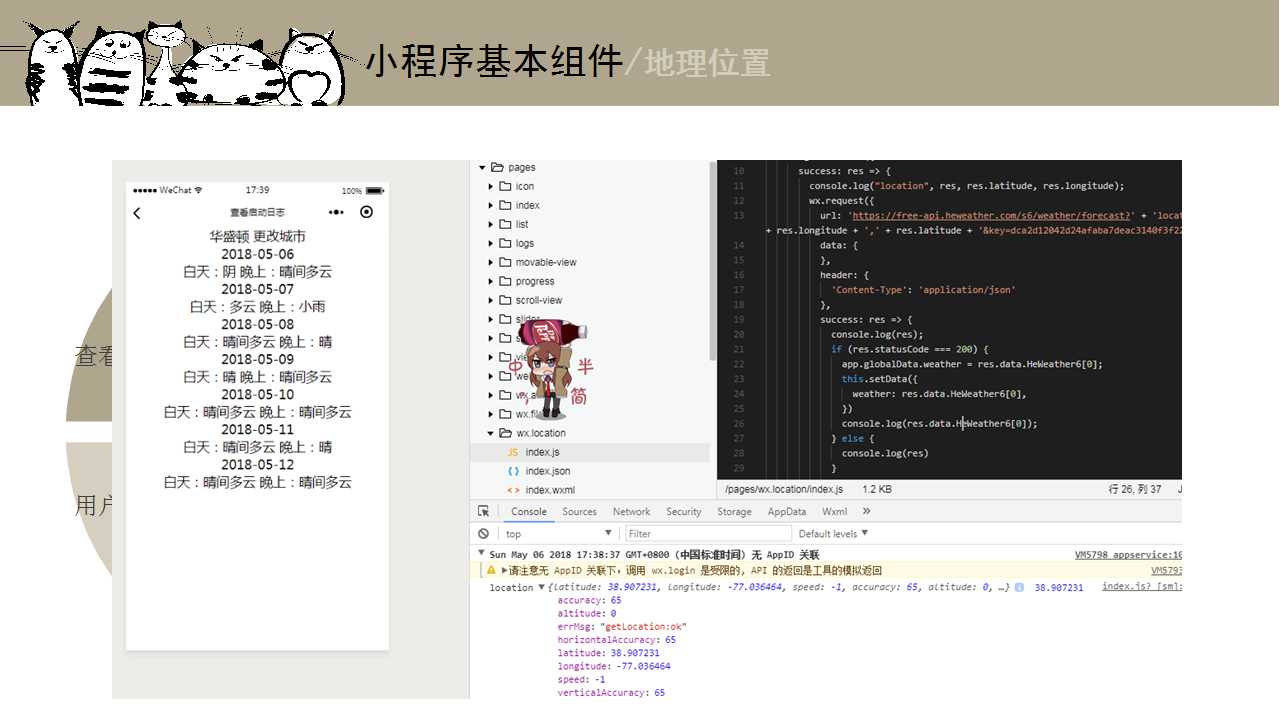 小程序基本组件/地理位置
查看
用户
WeChat 17:39 100%
查看启动日志
华盛顿 更改城市
2018-05-06
白天：阴 晚上：晴间多云
2018-05-07
白天：多云 晚上：小雨
2018-05-08
白天：晴间多云 晚上：晴
2018-05-09
白天：晴 晚上：晴间多云
2018-05-10
白天：晴间多云 晚上：晴间多云
2018-05-11
白天：晴间多云 晚上：晴
2018-05-12
白天：晴间多云 晚上：晴间多云
pages
icon
index
list
logs
movable-view
progress
scroll-view
中 半
简
wx.location
JS index.js
{ } index.json
< > index.wxml
10 success: res => {
11 console.log("location", res, res.latitude, res.longitude);
12 wx.request({
13 url: 'https://free-api.heweather.com/s6/weather/forecast?' + 'locat
+ res.longitude + ',' + res.latitude + '&key=dca2d12042d24afaba7deac3140f3f22
14 data: {
15 },
16 header: {
17 'Content-Type': 'application/json'
18 },
19 success: res => {
20 console.log(res);
21 if (res.statusCode === 200) {
22 app.globalData.weather = res.data.HeWeather6[0];
23 this.setData({
24 weather: res.data.HeWeather6[0],
25 })
26 console.log(res.data.HeWeather6[0]);
27 } else {
28 console.log(res)
29 }
/pages/wx.location/index.js 1.2 KB 行 26, 列 37
Console Sources Network Security Storage AppData Wxml »
top Filter Default levels
Sun May 06 2018 17:38:37 GMT+0800 (中国标准时间) 无 AppID 关联 VM5798 appservice:10
请注意无 AppID 关联下，调用 wx.login 是受限的, API 的返回是工具的模拟返回 VM5793
location {latitude: 38.907231, longitude: -77.036464, speed: -1, accuracy: 65, altitude: 0, …} 38.907231 index.js? [sm]:
accuracy: 65
altitude: 0
errMsg: "getLocation:ok"
horizontalAccuracy: 65
latitude: 38.907231
longitude: -77.036464
speed: -1
verticalAccuracy: 65